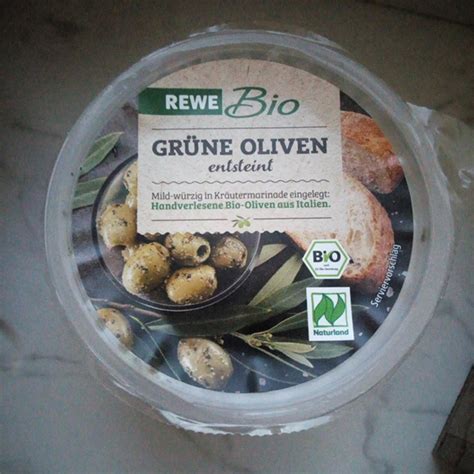 REWE Bio
GRÜNE OLIVEN
entsteint
Mild-würzig in Kräutermarinade eingelegt:
Handverlesene Bio-Oliven aus Italien.
BIO
Naturland
Serviervorschlag